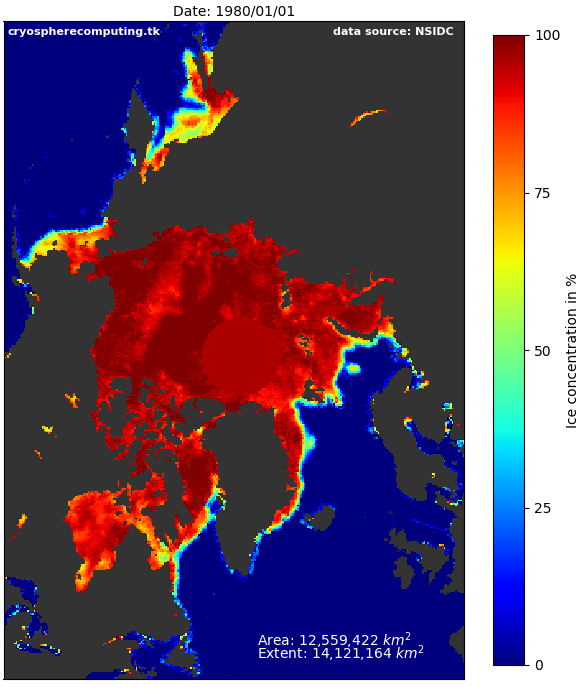 Date: 1980/01/01
cryospherecomputing.tk
data source: NSIDC
100
75
50
25
0
Ice concentration in %
Area: 12,559,422 km²
Extent: 14,121,164 km²